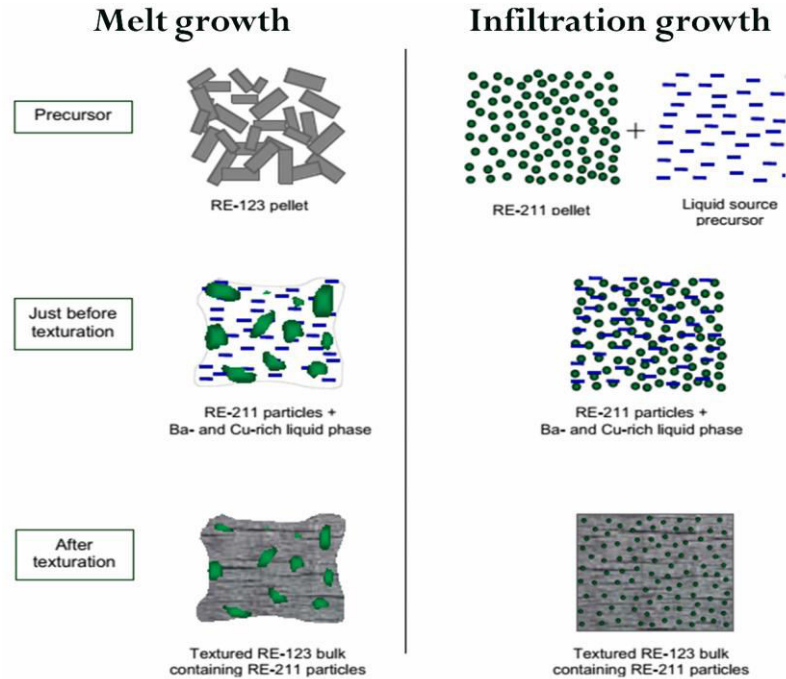 Melt growth
Infiltration growth
Precursor
RE-123 pellet
RE-211 pellet
+
Liquid source
precursor
Just before
texturation
RE-211 particles +
Ba- and Cu-rich liquid phase
RE-211 particles +
Ba- and Cu-rich liquid phase
After
texturation
Textured RE-123 bulk
containing RE-211 particles
Textured RE-123 bulk
containing RE-211 particles